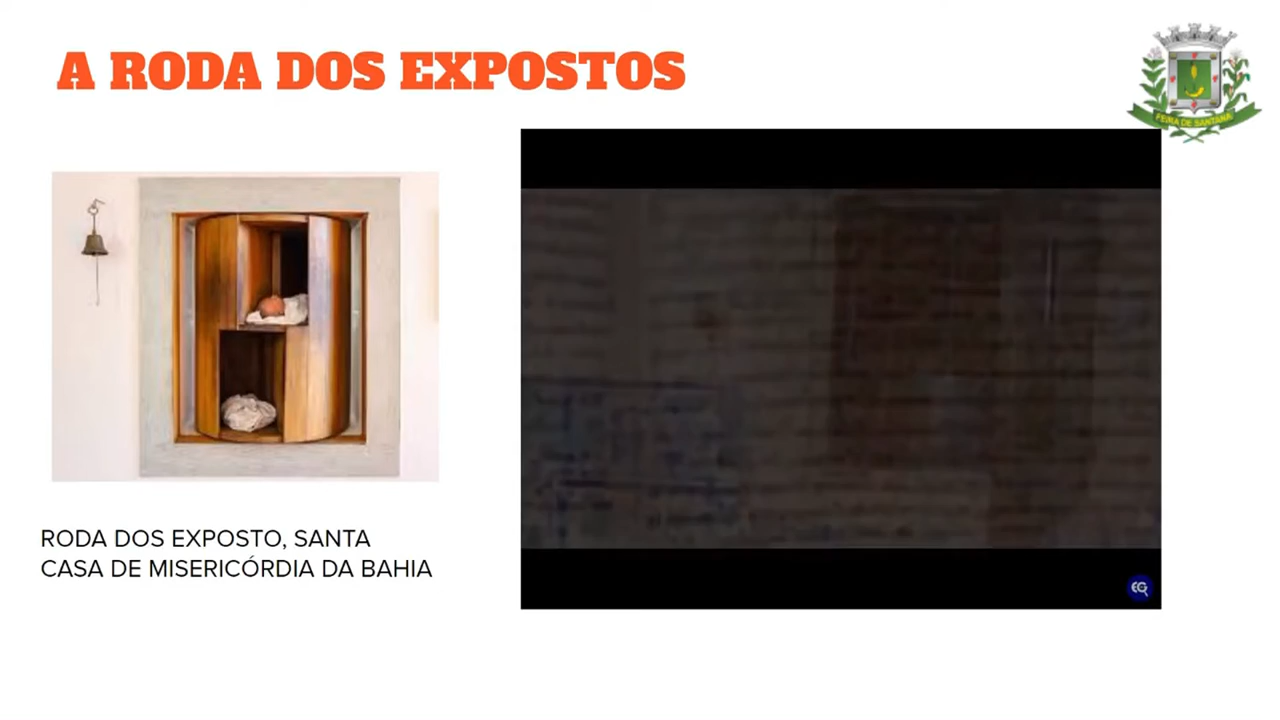 A RODA DOS EXPOSTOS
FEIRA DE SANTANA
RODA DOS EXPOSTO, SANTA
CASA DE MISERICÓRDIA DA BAHIA